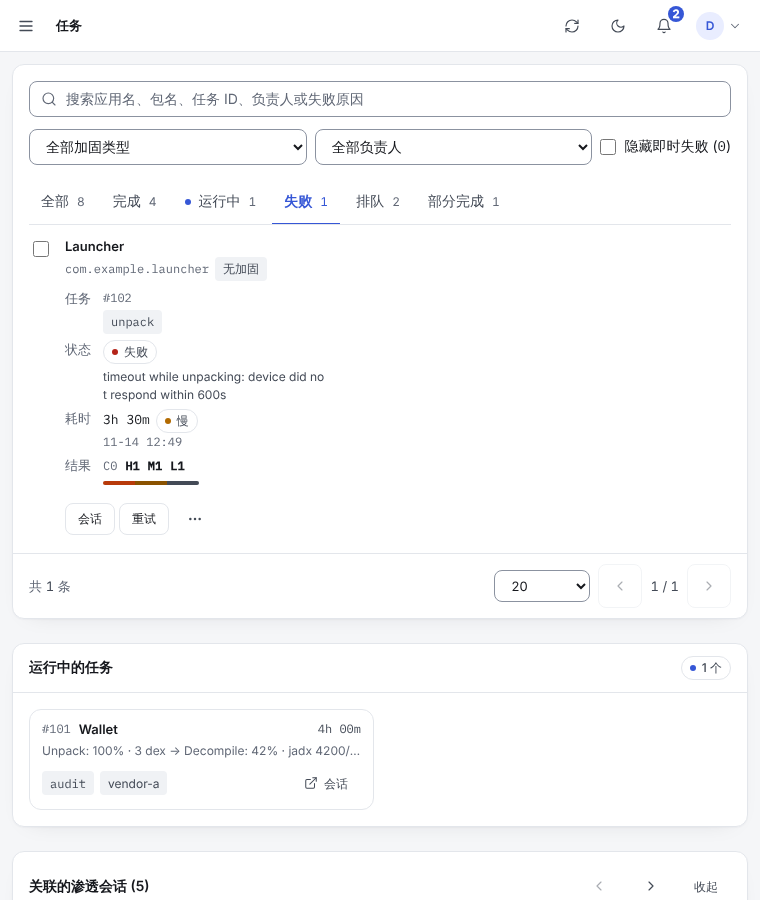 任务
2
D
搜索应用名、包名、任务 ID、负责人或失败原因
全部加固类型
全部负责人
隐藏即时失败 (0)
全部 8
完成 4
运行中 1
失败 1
排队 2
部分完成 1
Launcher
com.example.launcher 无加固
任务 #102
unpack
状态 失败
timeout while unpacking: device did no
t respond within 600s
耗时 3h 30m 慢
11-14 12:49
结果 C0 H1 M1 L1
会话 重试 ···
共 1 条
20
1 / 1
运行中的任务
1 个
#101 Wallet 4h 00m
Unpack: 100% · 3 dex → Decompile: 42% · jadx 4200/...
audit vendor-a 会话
关联的渗透会话 (5)
收起